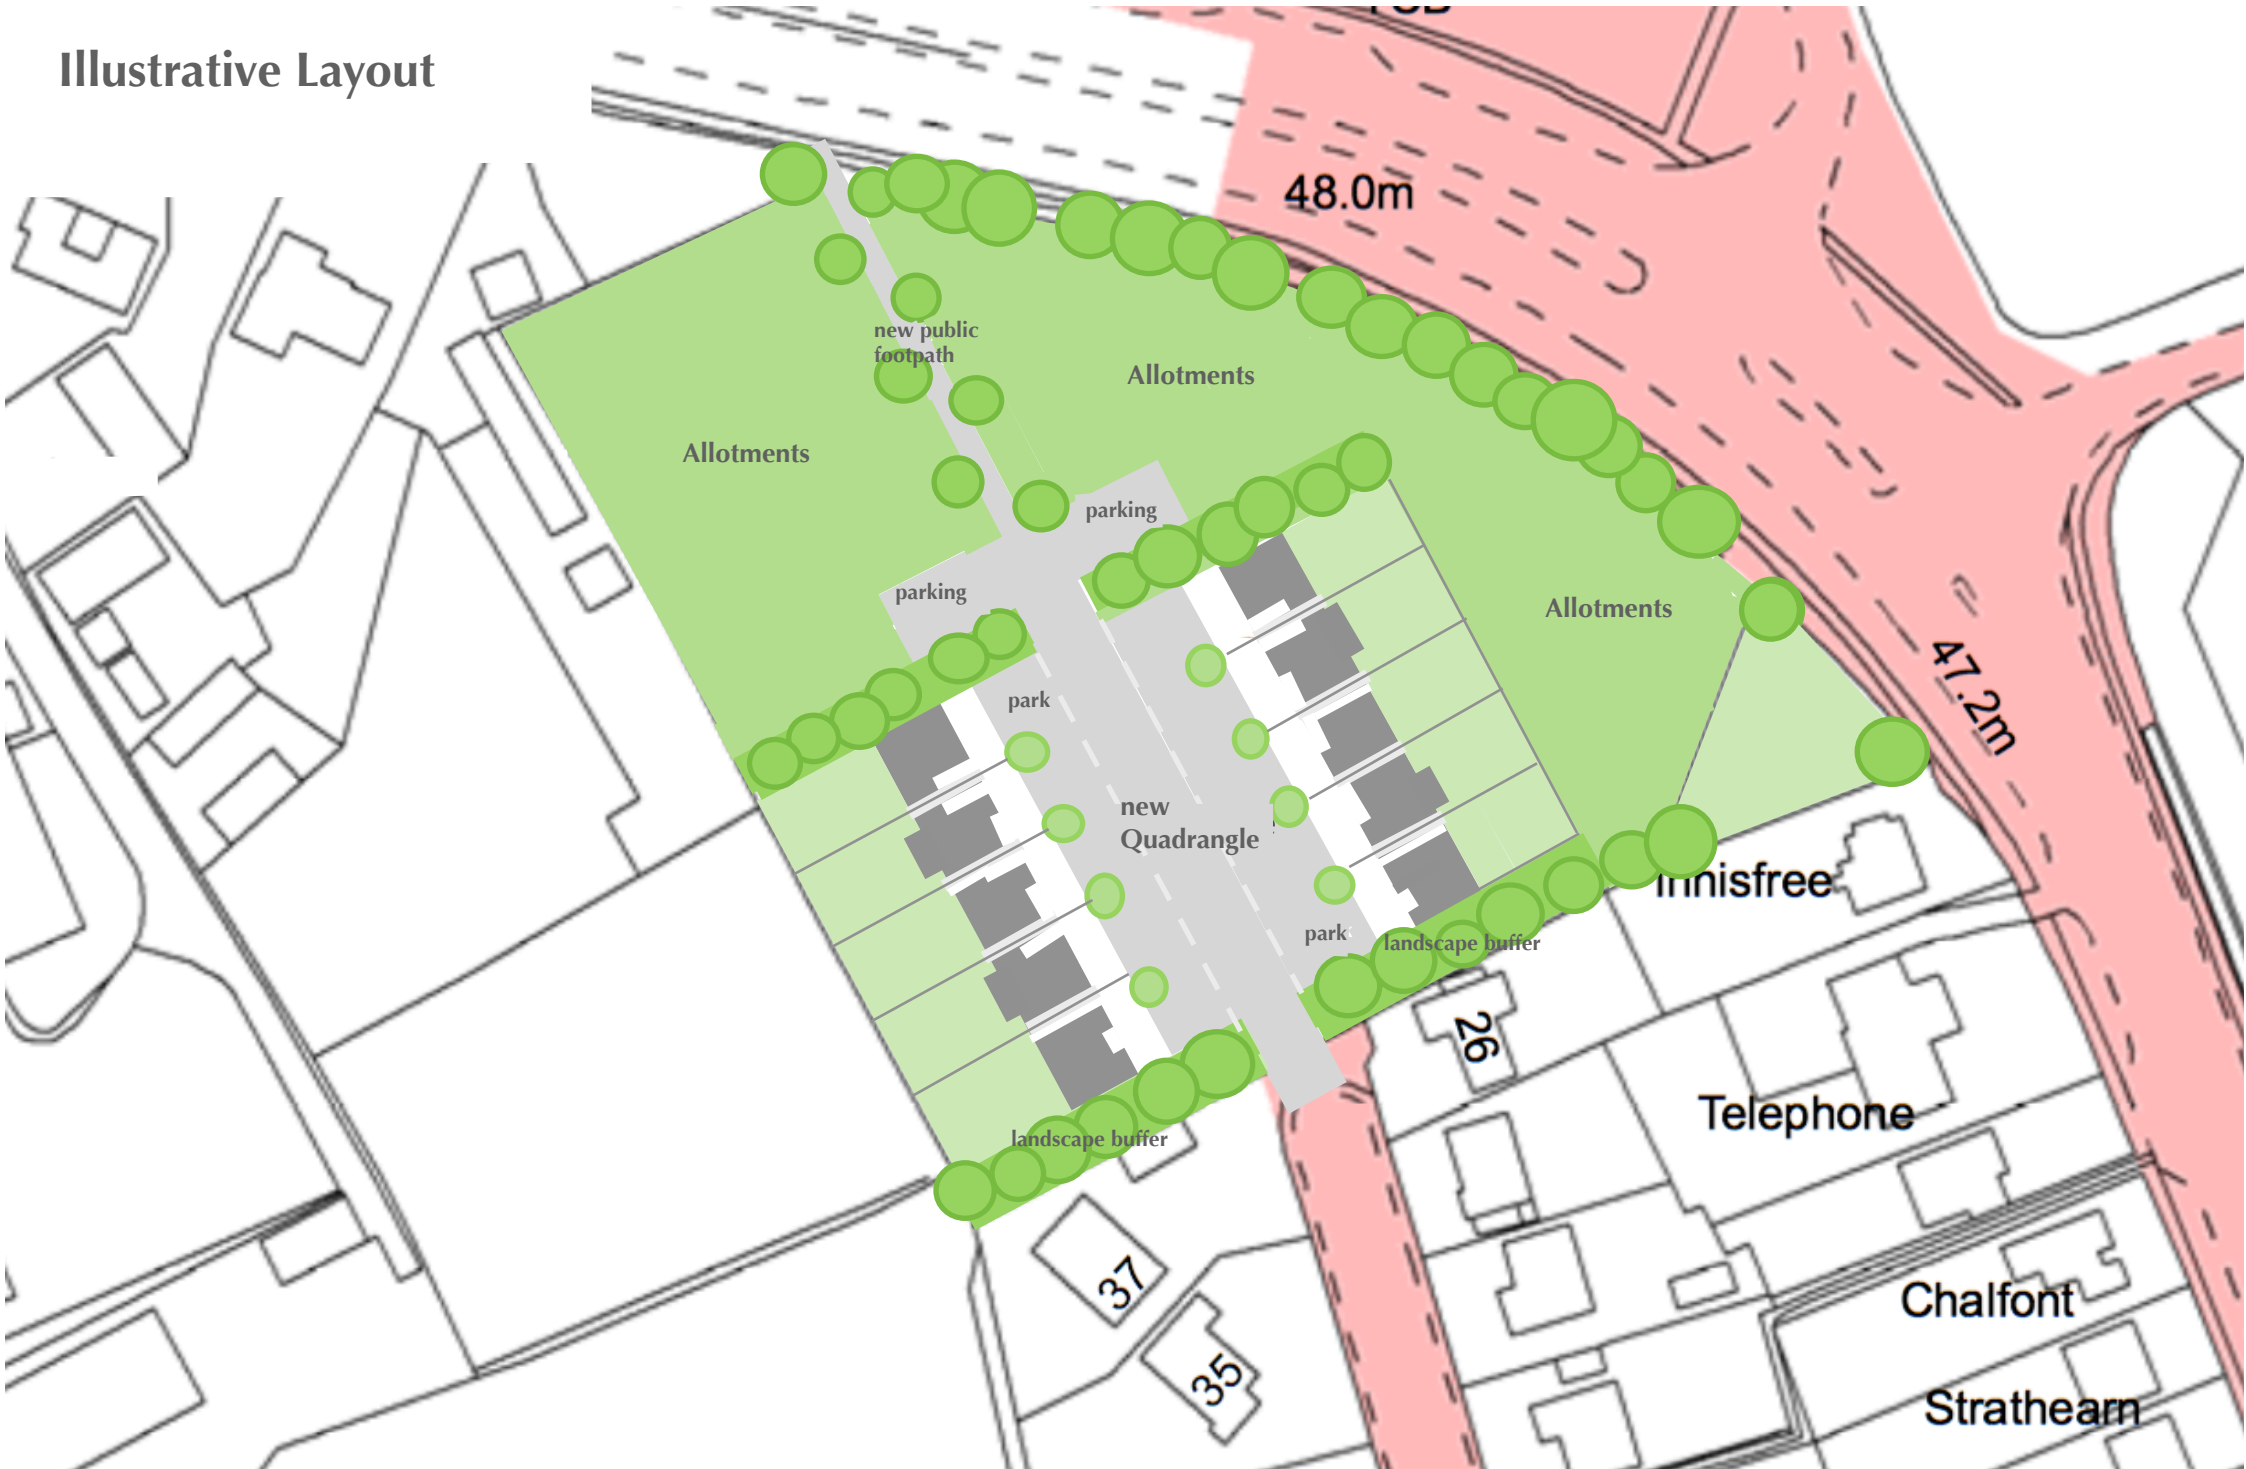 Illustrative Layout
48.0m
new public
footpath
Allotments
Allotments
parking
parking
Allotments
park
47.2m
new
Quadrangle
Innisfree
park
landscape buffer
26
Telephone
landscape buffer
37
Chalfont
35
Strathearn